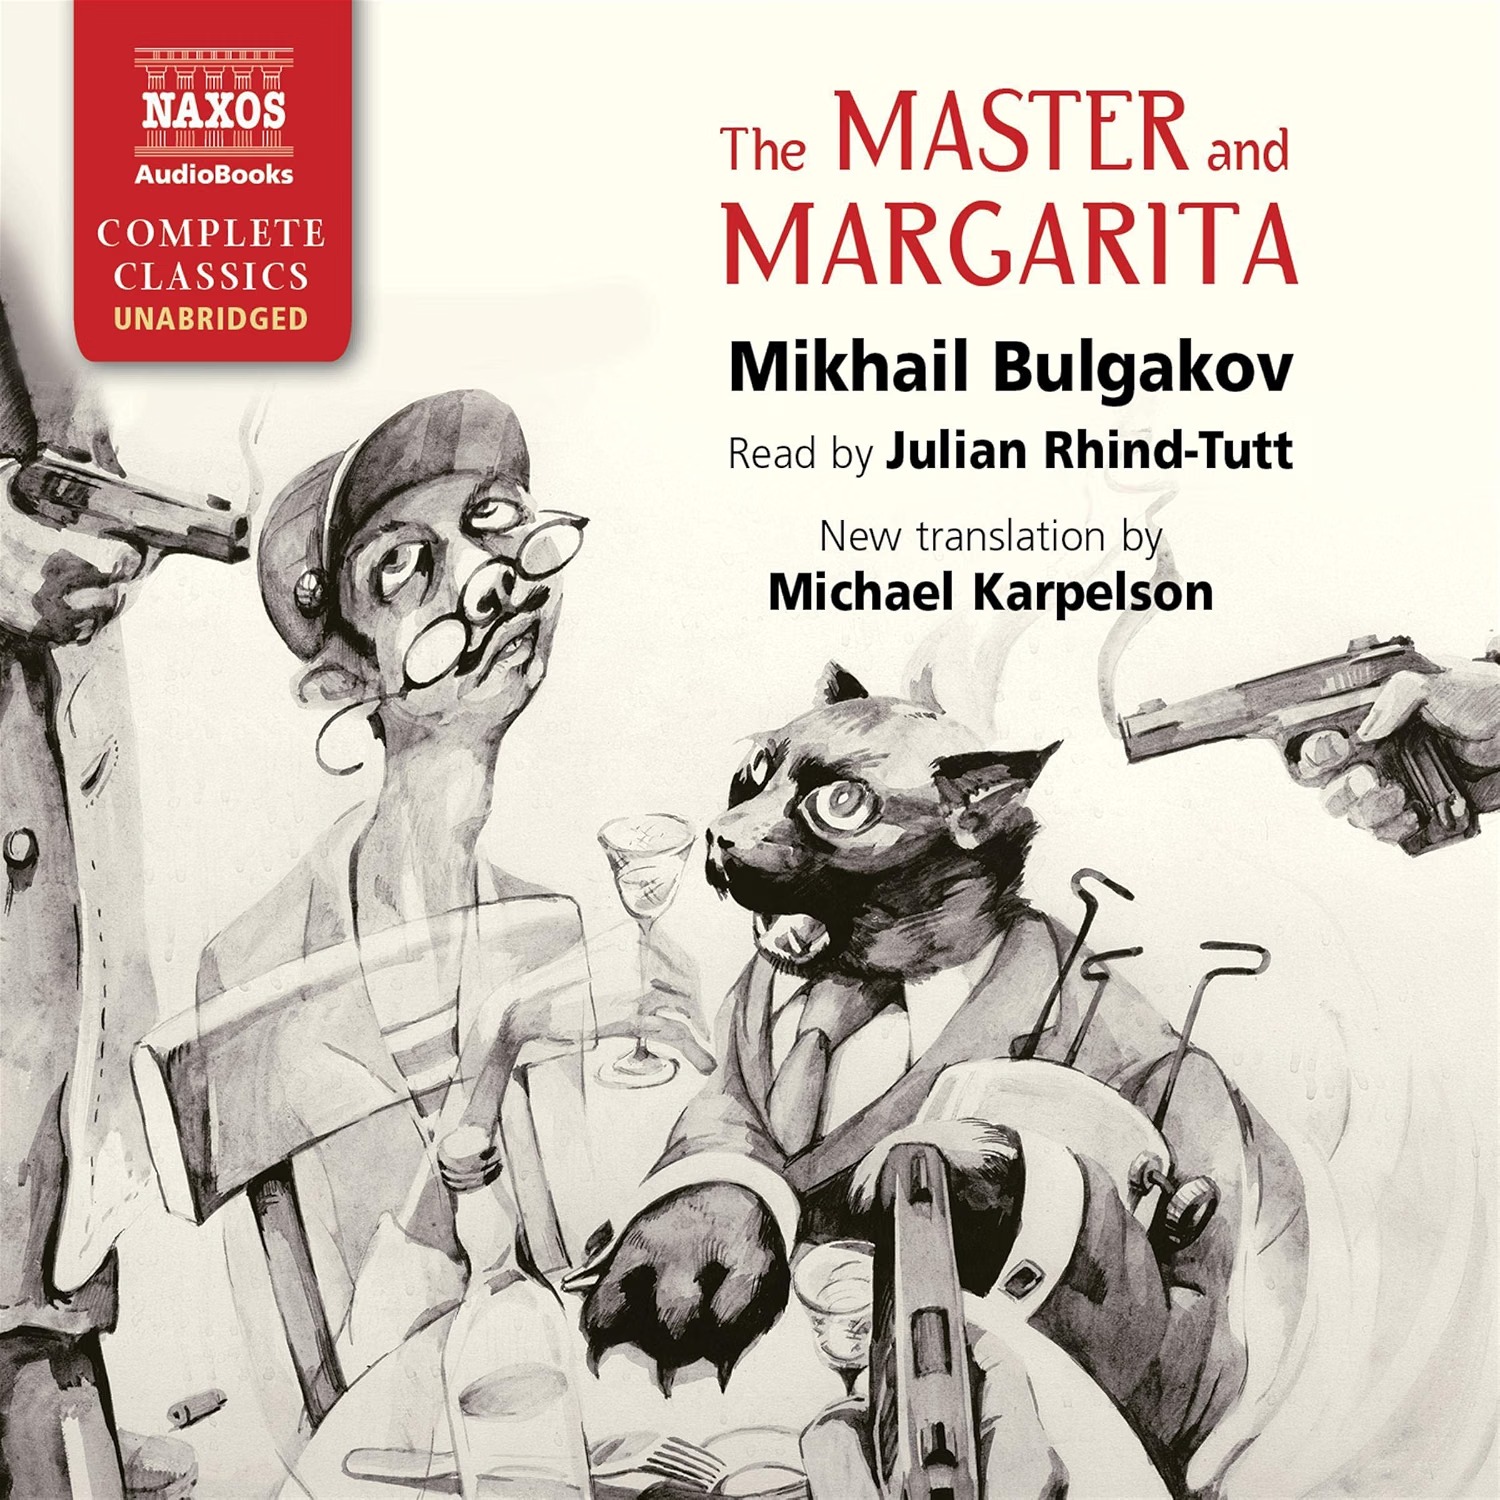 NAXOS
AudioBooks
COMPLETE
CLASSICS
UNABRIDGED
The MASTER and
MARGARITA
Mikhail Bulgakov
Read by Julian Rhind-Tutt
New translation by
Michael Karpelson